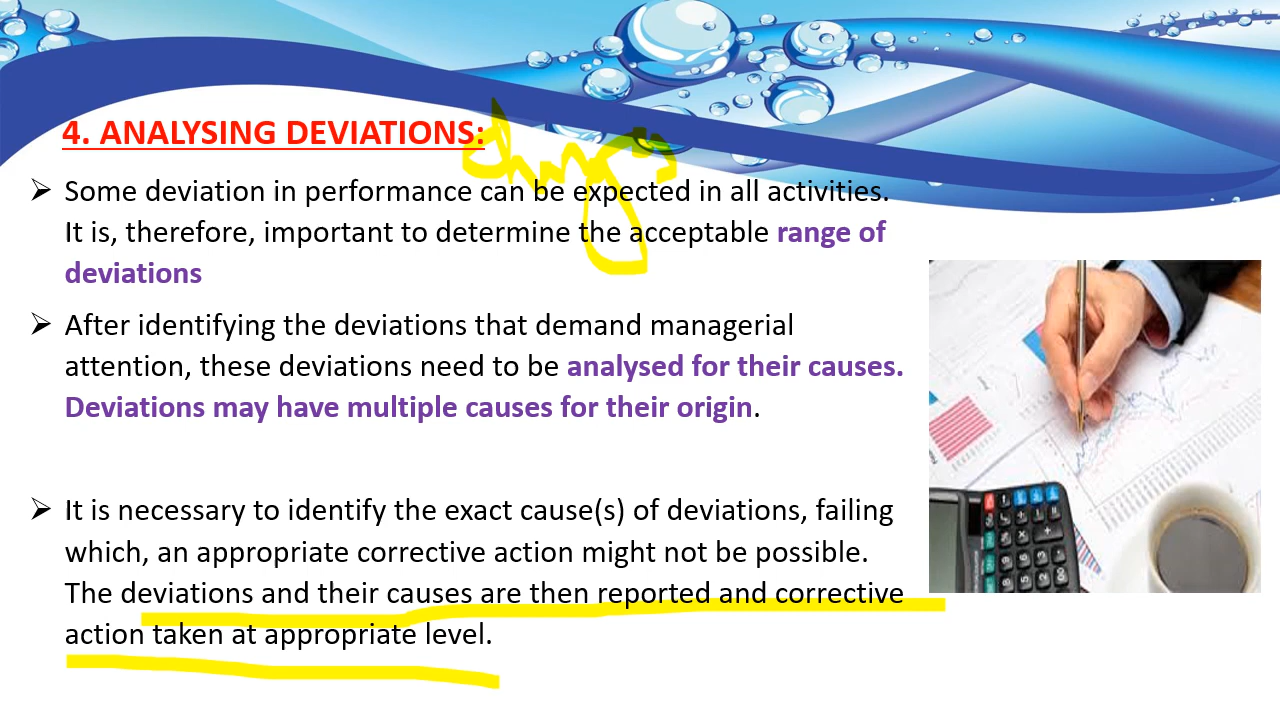 4. ANALYSING DEVIATIONS:
➢ Some deviation in performance can be expected in all activities.
It is, therefore, important to determine the acceptable range of
deviations
➢ After identifying the deviations that demand managerial
attention, these deviations need to be analysed for their causes.
Deviations may have multiple causes for their origin.
➢ It is necessary to identify the exact cause(s) of deviations, failing
which, an appropriate corrective action might not be possible.
The deviations and their causes are then reported and corrective
action taken at appropriate level.